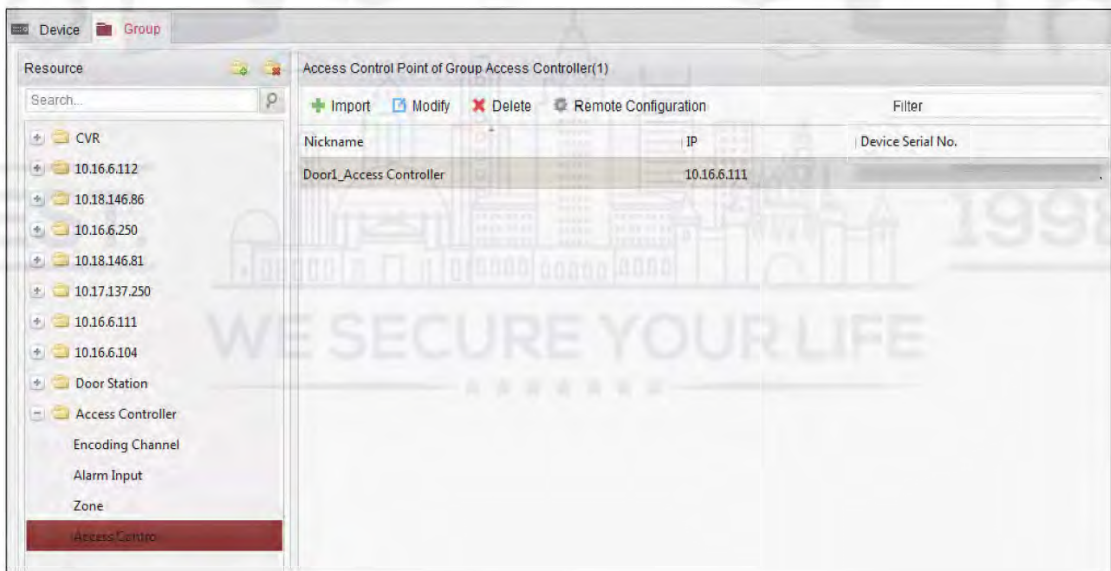 Device Group
Resource
Search...
CVR
10.16.6.112
10.18.146.86
10.16.6.250
10.18.146.81
10.17.137.250
10.16.6.111
10.16.6.104
Door Station
Access Controller
Encoding Channel
Alarm Input
Zone
Access Contro
Access Control Point of Group Access Controller(1)
Import Modify Delete Remote Configuration Filter
Nickname IP Device Serial No.
Door1_Access Controller 10.16.6.111
1998
WE SECURE YOUR LIFE